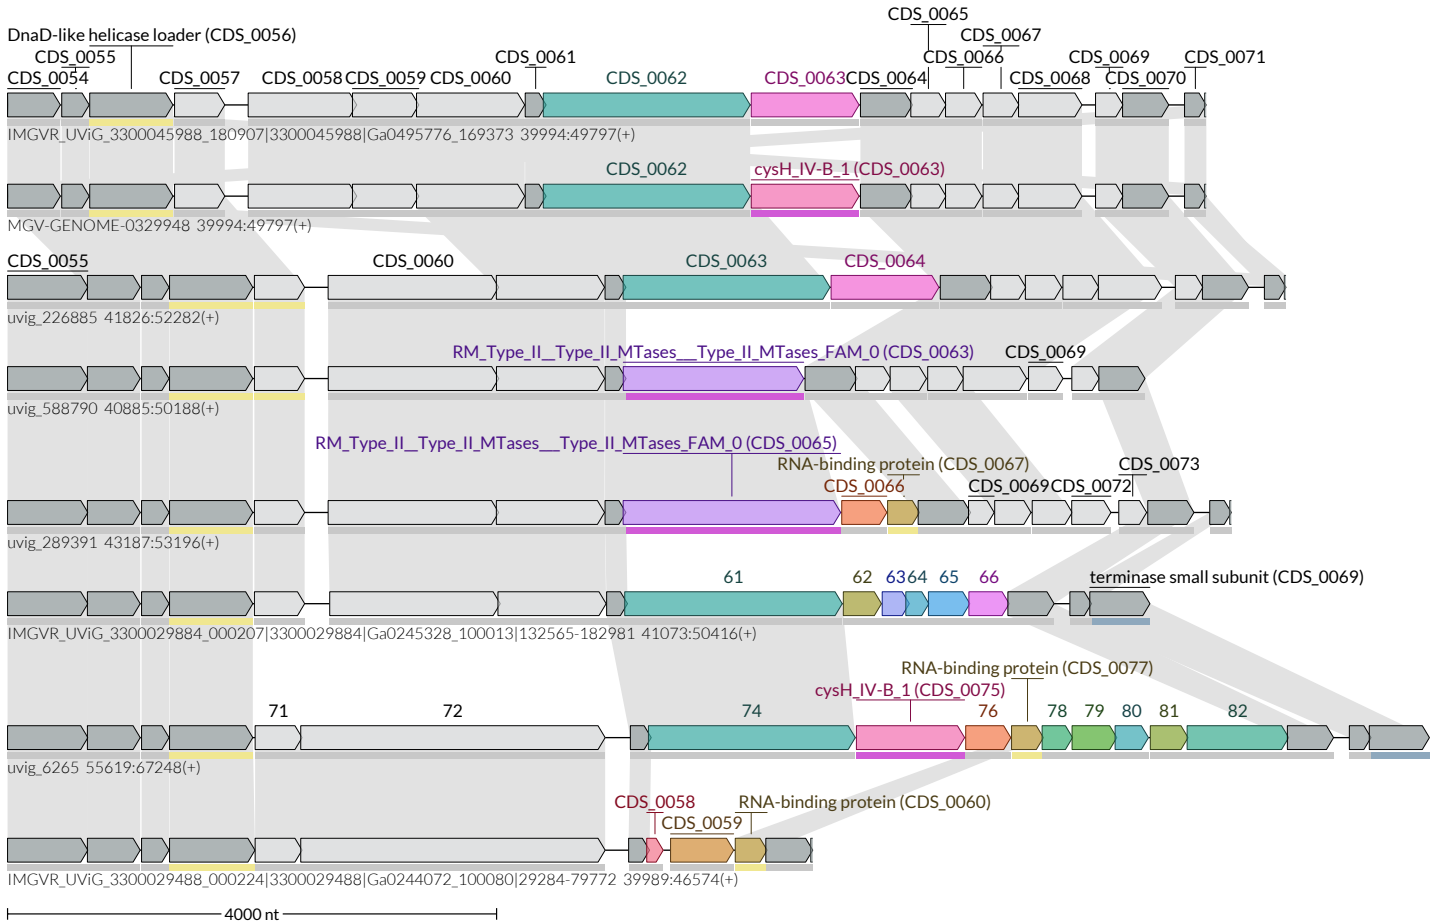 CDS_0065
DnaD-like helicase loader (CDS_0056) CDS_0067
CDS_0055 CDS_0061 CDS_0066 CDS_0069 CDS_0071
CDS_0054 CDS_0057 CDS_0058 CDS_0059 CDS_0060 CDS_0062 CDS_0063 CDS_0064 CDS_0068 CDS_0070
IMGVR_UViG_3300045988_180907|3300045988|Ga0495776_169373 39994:49797(+)
CDS_0062 cysH_IV-B_1 (CDS_0063)
MGV-GENOME-0329948 39994:49797(+)
CDS_0055 CDS_0060 CDS_0063 CDS_0064
uvig_226885 41826:52282(+)
RM_Type_II__Type_II_MTases___Type_II_MTases_FAM_0 (CDS_0063) CDS_0069
uvig_588790 40885:50188(+)
RM_Type_II__Type_II_MTases___Type_II_MTases_FAM_0 (CDS_0065)
RNA-binding protein (CDS_0067) CDS_0073
CDS_0066 CDS_0069 CDS_0072
uvig_289391 43187:53196(+)
61 62 63 64 65 66 terminase small subunit (CDS_0069)
IMGVR_UViG_3300029884_000207|3300029884|Ga0245328_100013|132565-182981 41073:50416(+)
RNA-binding protein (CDS_0077)
cysH_IV-B_1 (CDS_0075)
71 72 74 76 78 79 80 81 82
uvig_6265 55619:67248(+)
CDS_0058 RNA-binding protein (CDS_0060)
CDS_0059
IMGVR_UViG_3300029488_000224|3300029488|Ga0244072_100080|29284-79772 39989:46574(+)
4000 nt